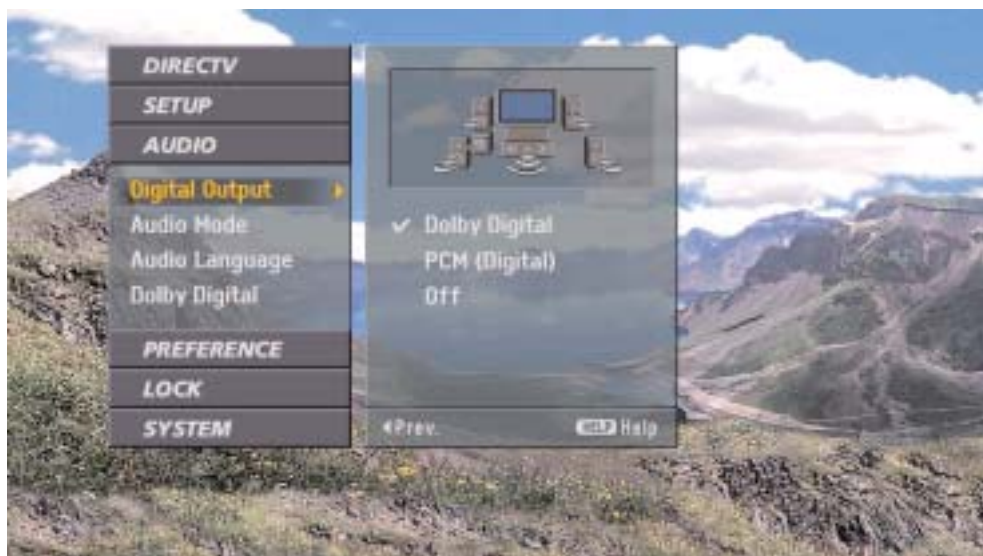 DIRECTV
SETUP
AUDIO
Digital Output
Audio Mode
Audio Language
Dolby Digital
PREFERENCE
LOCK
SYSTEM
Dolby Digital
PCM (Digital)
Off
Prev.
HELP Help